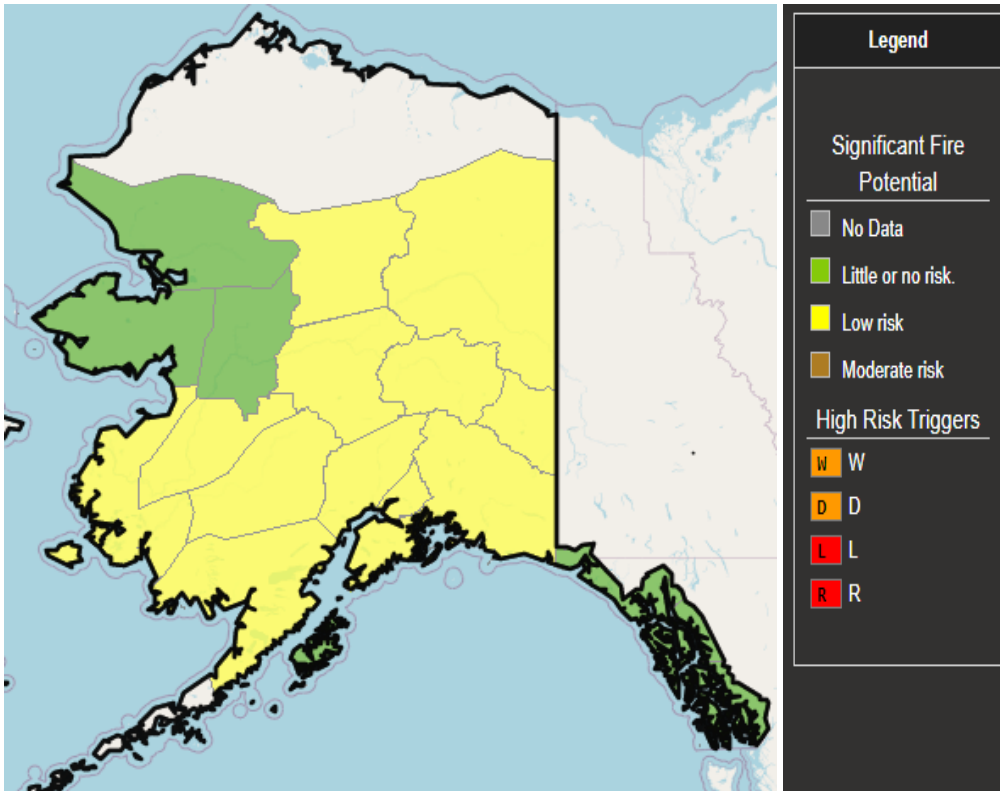 Legend
Significant Fire
Potential
No Data
Little or no risk.
Low risk
Moderate risk
High Risk Triggers
W W
D D
L L
R R